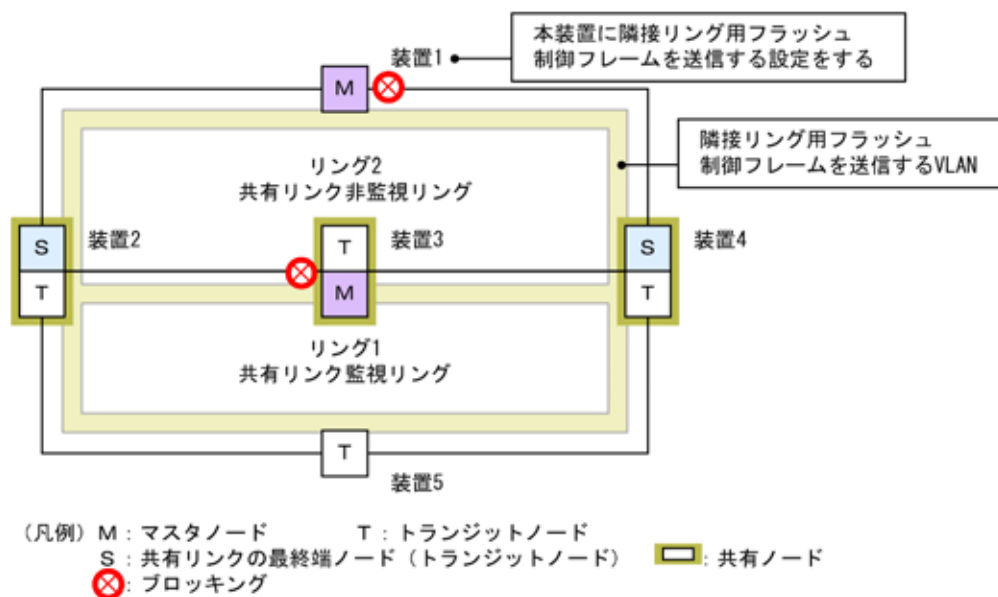 本装置に隣接リング用フラッシュ
制御フレームを送信する設定をする
装置1
M
隣接リング用フラッシュ
制御フレームを送信するVLAN
リング2
共有リンク非監視リング
S
装置2
T
装置3
S
装置4
T
M
T
リング1
共有リンク監視リング
T
装置5
(凡例) M:マスタノード T:トランジットノード
S:共有リンクの最終端ノード(トランジットノード) :共有ノード
:ブロッキング